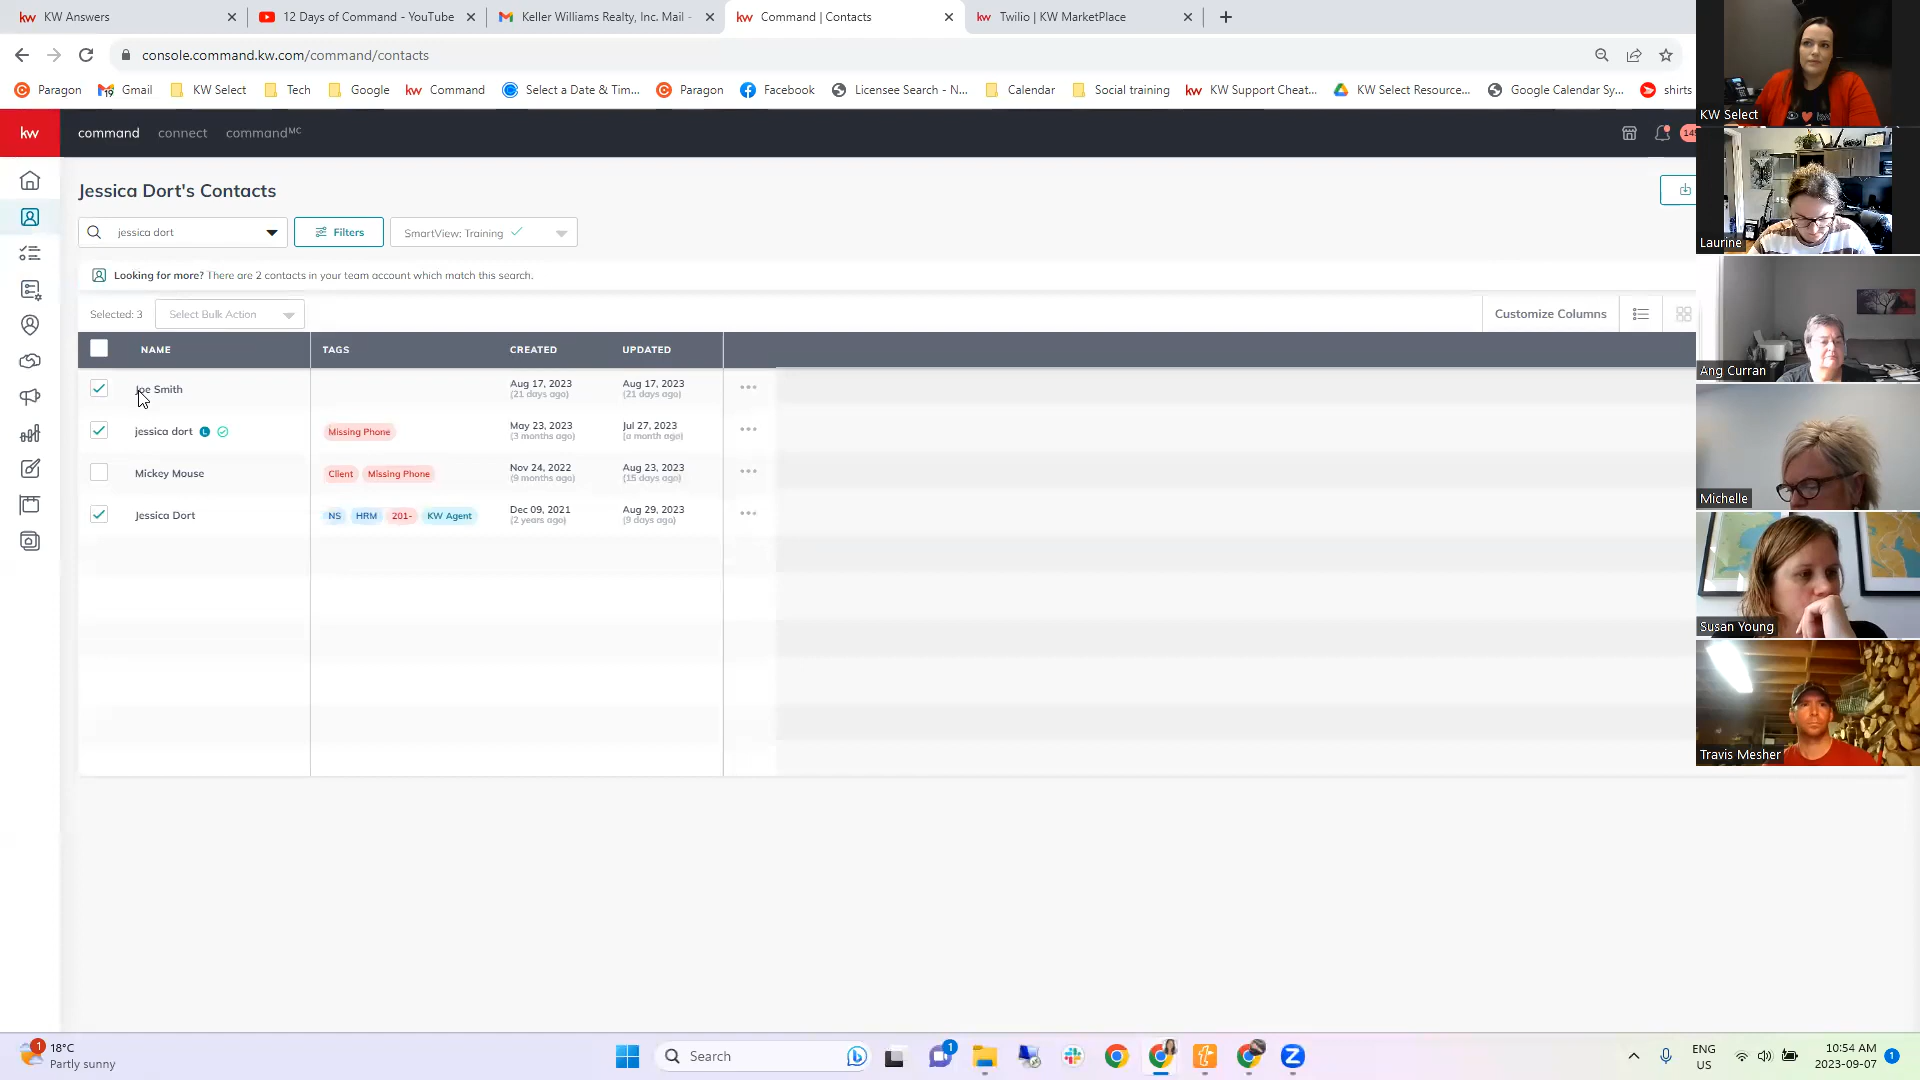 KW Answers
12 Days of Command - YouTube
Keller Williams Realty, Inc. Mail -
Command | Contacts
Twilio | KW MarketPlace
console.command.kw.com/command/contacts
Paragon Gmail KW Select Tech Google Command Select a Date & Tim... Paragon Facebook Licensee Search - N... Calendar Social training KW Support Cheat... KW Select Resource... Google Calendar Sy... shirts
kw command connect commandMC
Jessica Dort's Contacts
jessica dort Filters SmartView: Training
Looking for more? There are 2 contacts in your team account which match this search.
Selected: 3 Select Bulk Action Customize Columns
NAME TAGS CREATED UPDATED
Joe Smith Aug 17, 2023 Aug 17, 2023
(21 days ago) (21 days ago)
jessica dort L Missing Phone May 23, 2023 Jul 27, 2023
(3 months ago) (a month ago)
Mickey Mouse Client Missing Phone Nov 24, 2022 Aug 23, 2023
(9 months ago) (15 days ago)
Jessica Dort NS HRM 201- KW Agent Dec 09, 2021 Aug 29, 2023
(2 years ago) (9 days ago)
KW Select
Laurine
Ang Curran
Michelle
Susan Young
Travis Mesher
1 18°C
Partly sunny
Search
1
ENG
US
10:54 AM
2023-09-07
1